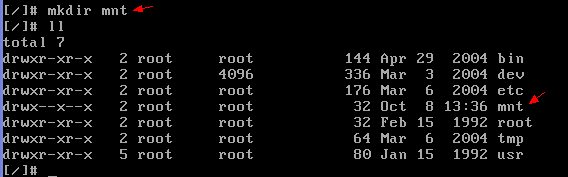 [/]# mkdir mnt
[/]# ll
total 7
drwxr-xr-x   2 root     root          144 Apr 29  2004 bin
drwxr-xr-x   2 root     4096          336 Mar  3  2004 dev
drwxr-xr-x   2 root     root          176 Mar  6  2004 etc
drwx--x--x   2 root     root           32 Oct  8 13:36 mnt
drwxr-xr-x   2 root     root           32 Feb 15  1992 root
drwxr-xr-x   2 root     root           64 Mar  6  2004 tmp
drwxr-xr-x   5 root     root           80 Jan 15  1992 usr
[/]# _